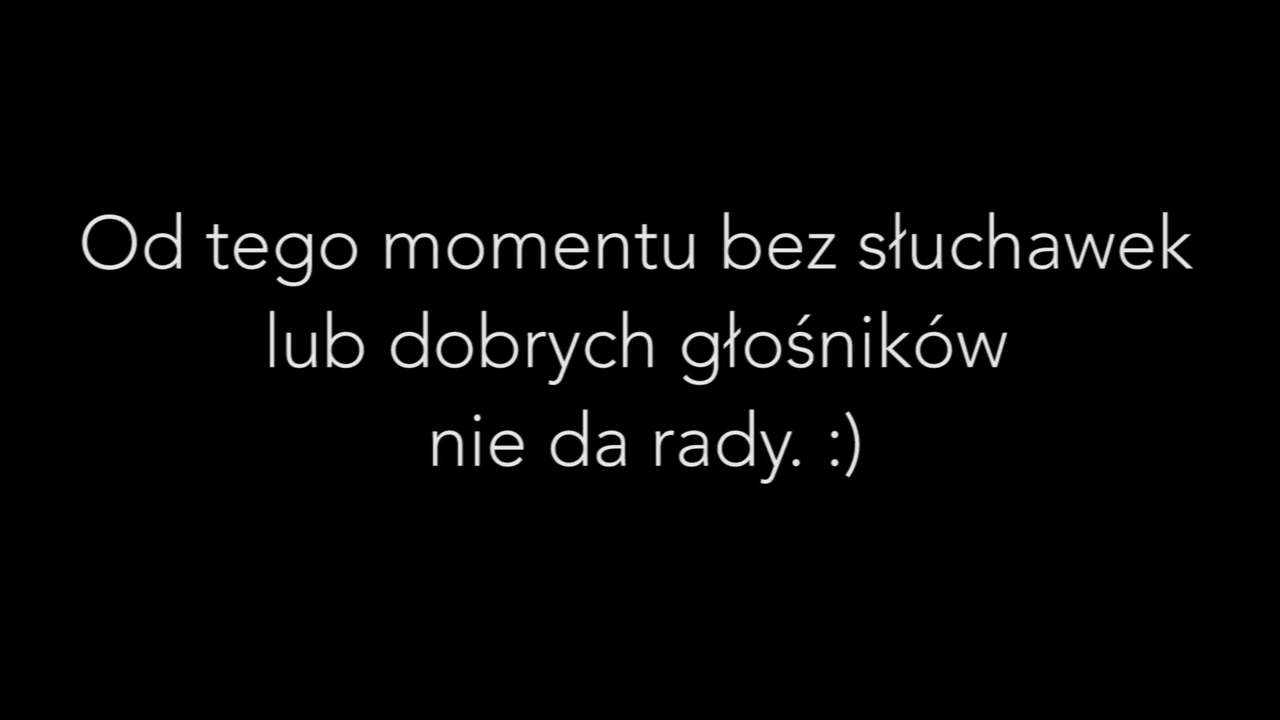 Od tego momentu bez słuchawek
lub dobrych głośników
nie da rady. :)